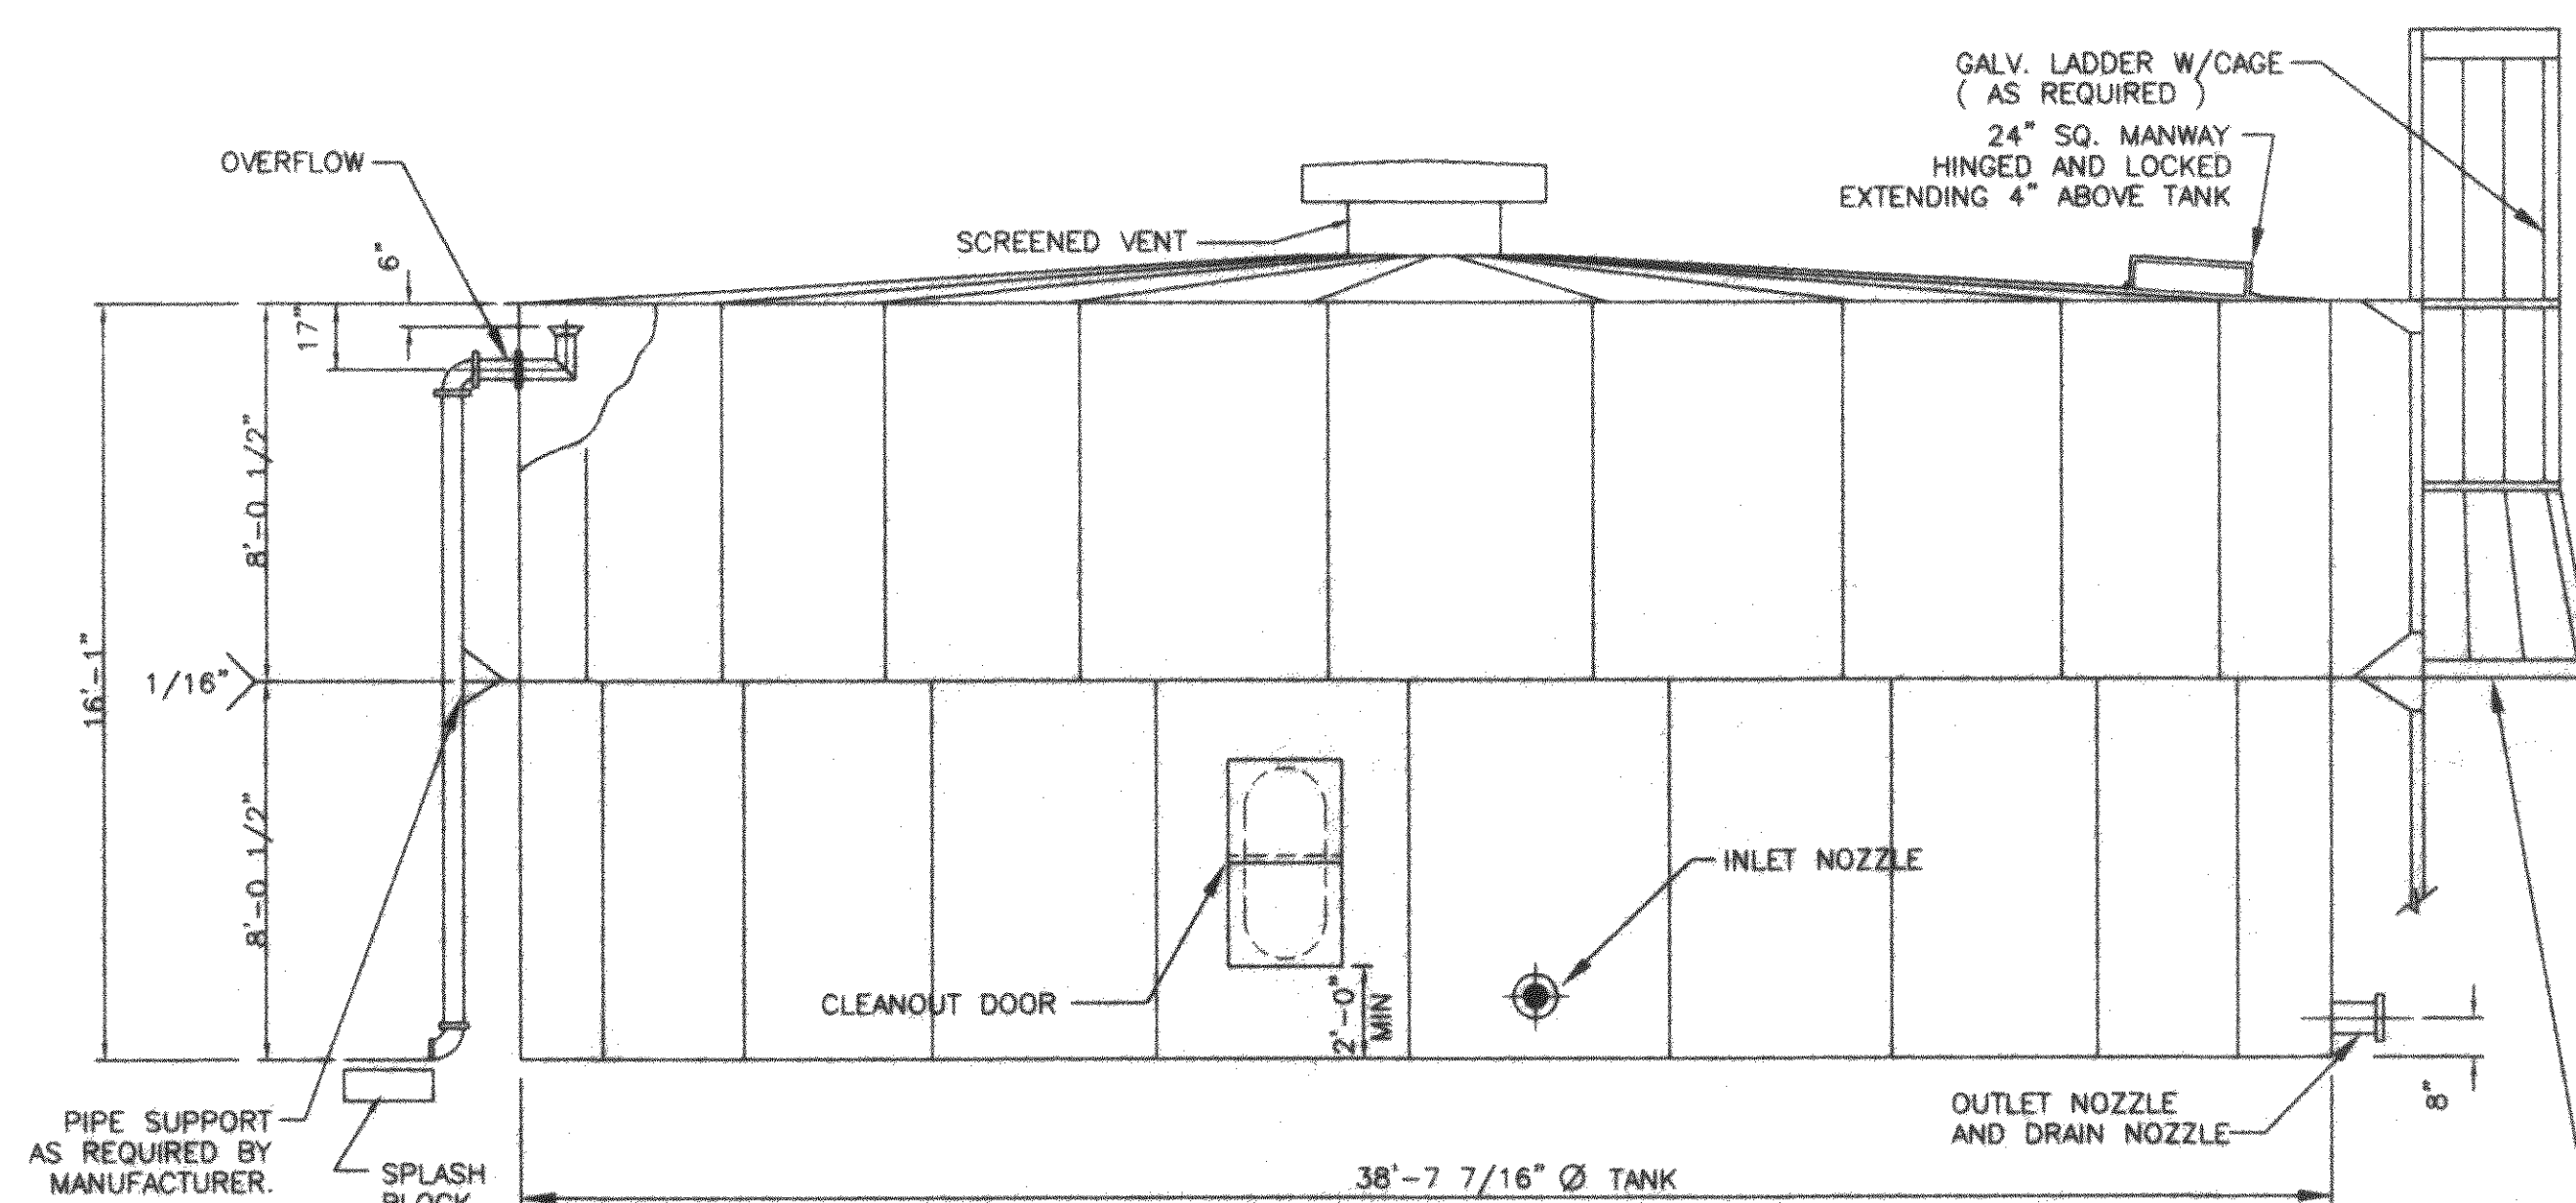 GALV. LADDER W/CAGE
( AS REQUIRED )
24" SQ. MANWAY
HINGED AND LOCKED
EXTENDING 4" ABOVE TANK
OVERFLOW
SCREENED VENT
6"
17"
8'-0 1/2"
16'-1"
1/16"
8'-0 1/2"
INLET NOZZLE
CLEANOUT DOOR
2'-0"
MIN
OUTLET NOZZLE
AND DRAIN NOZZLE
8"
PIPE SUPPORT
AS REQUIRED BY
MANUFACTURER.
SPLASH
BLOCK
38'-7 7/16" Ø TANK